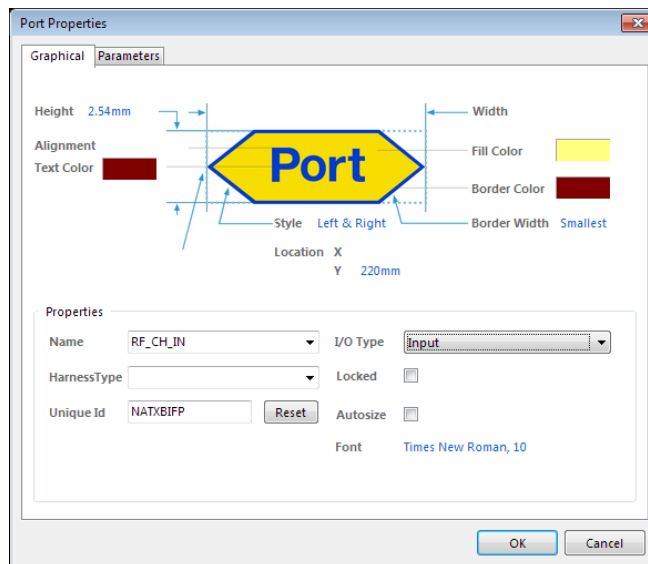 Port Properties
Graphical Parameters
Height 2.54mm Width
Alignment
Text Color Port Fill Color
Border Color
Style Left & Right Border Width Smallest
Location X
Y 220mm
Properties
Name RF_CH_IN I/O Type Input
HarnessType Locked
Unique Id NATXBIFP Reset Autosize
Font Times New Roman, 10
OK Cancel